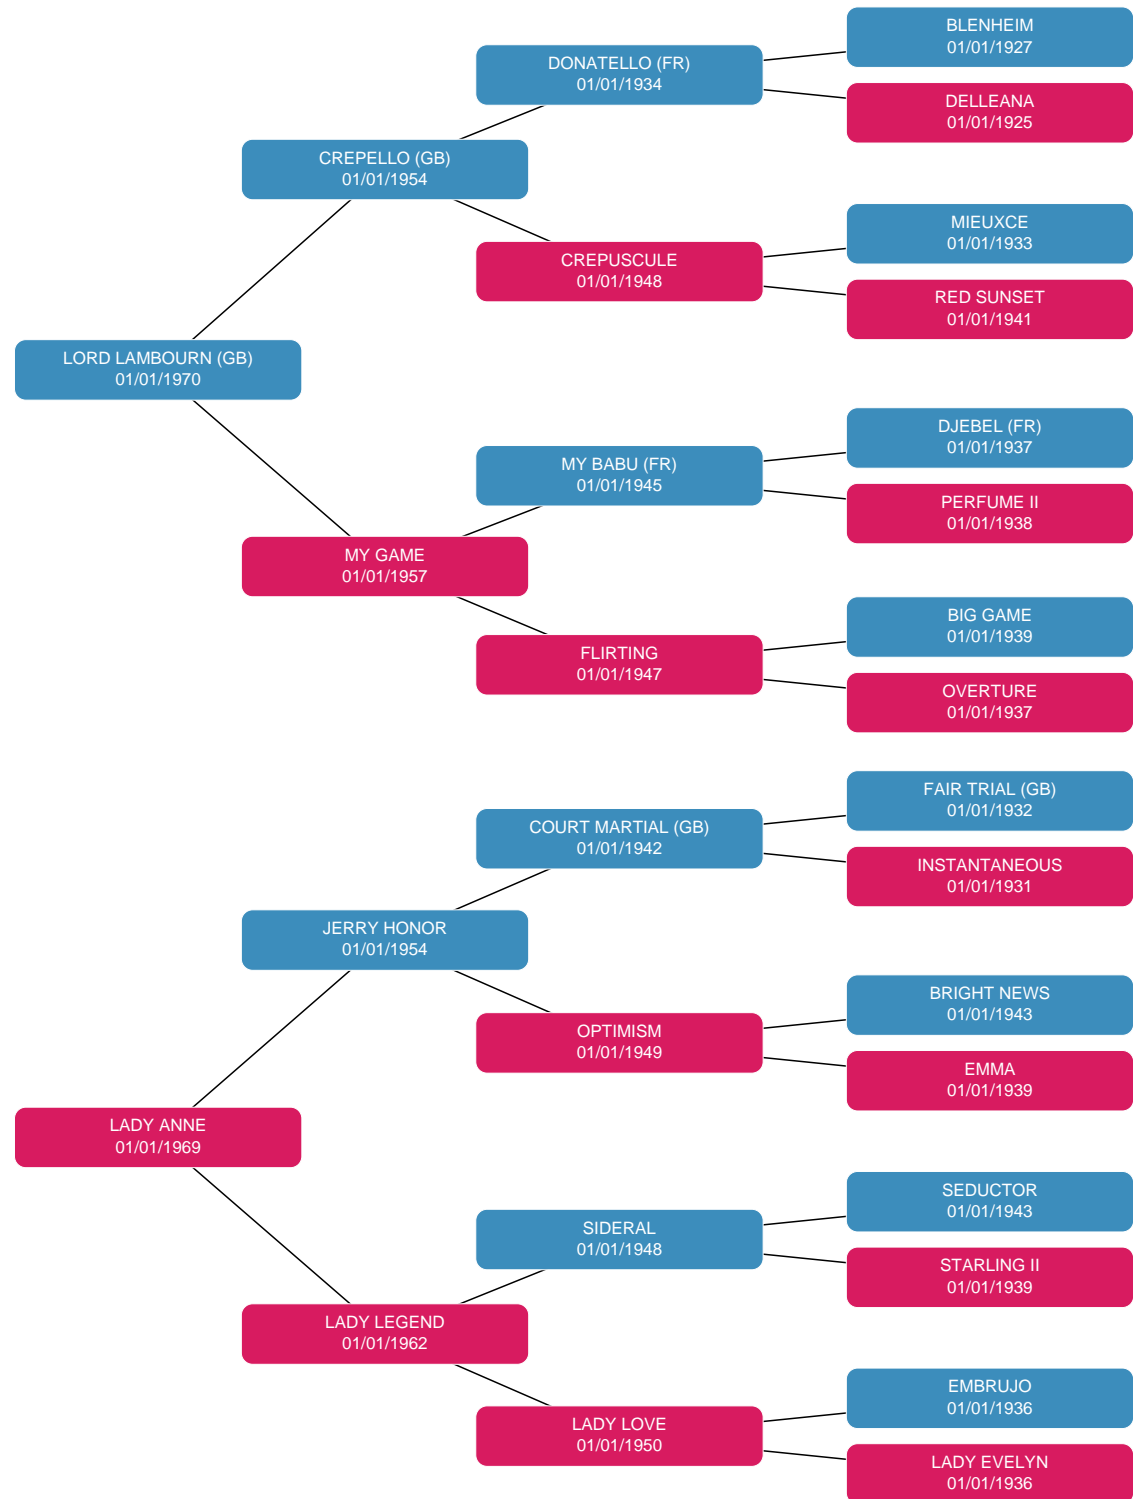 BLENHEIM
01/01/1927
DONATELLO (FR)
01/01/1934
DELLEANA
01/01/1925
CREPELLO (GB)
01/01/1954
MIEUXCE
01/01/1933
CREPUSCULE
01/01/1948
RED SUNSET
01/01/1941
LORD LAMBOURN (GB)
01/01/1970
DJEBEL (FR)
01/01/1937
MY BABU (FR)
01/01/1945
PERFUME II
01/01/1938
MY GAME
01/01/1957
BIG GAME
01/01/1939
FLIRTING
01/01/1947
OVERTURE
01/01/1937
FAIR TRIAL (GB)
01/01/1932
COURT MARTIAL (GB)
01/01/1942
INSTANTANEOUS
01/01/1931
JERRY HONOR
01/01/1954
BRIGHT NEWS
01/01/1943
OPTIMISM
01/01/1949
EMMA
01/01/1939
LADY ANNE
01/01/1969
SEDUCTOR
01/01/1943
SIDERAL
01/01/1948
STARLING II
01/01/1939
LADY LEGEND
01/01/1962
EMBRUJO
01/01/1936
LADY LOVE
01/01/1950
LADY EVELYN
01/01/1936